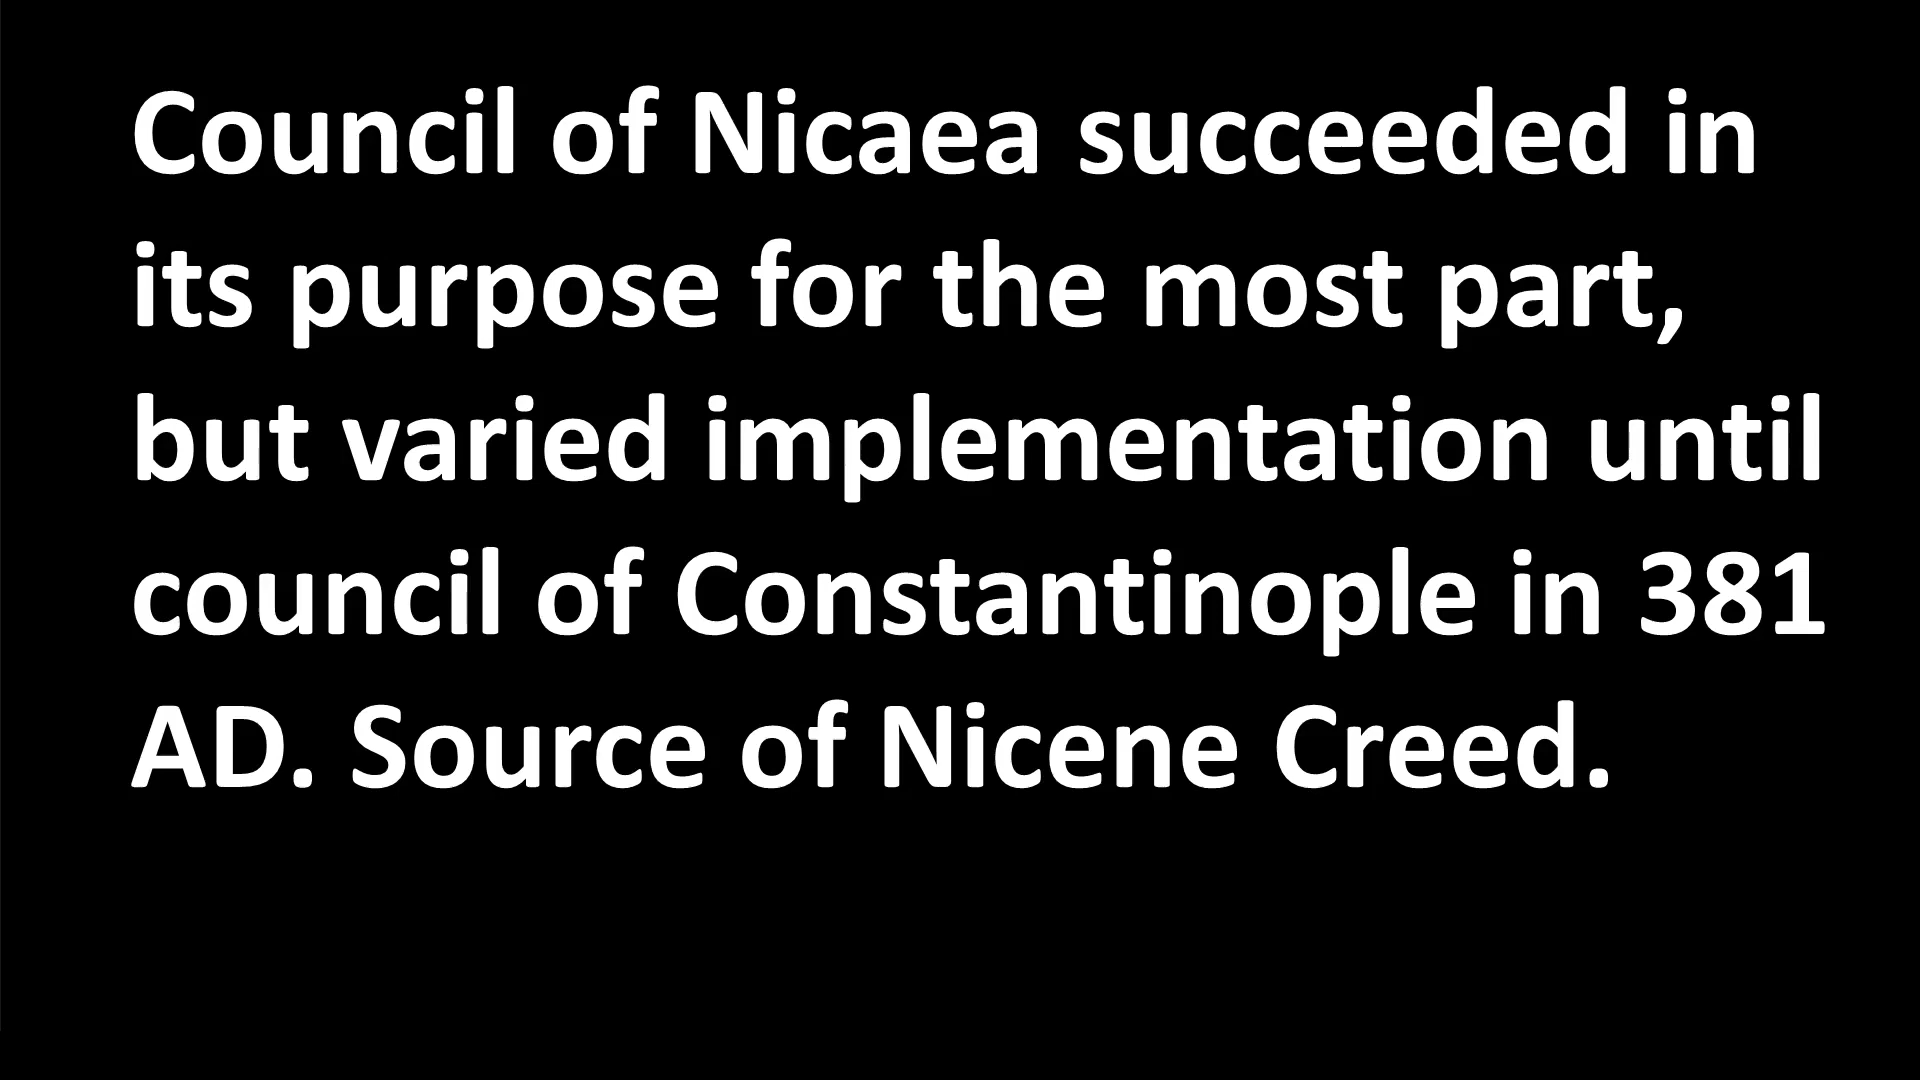 Council of Nicaea succeeded in
its purpose for the most part,
but varied implementation until
council of Constantinople in 381
AD. Source of Nicene Creed.